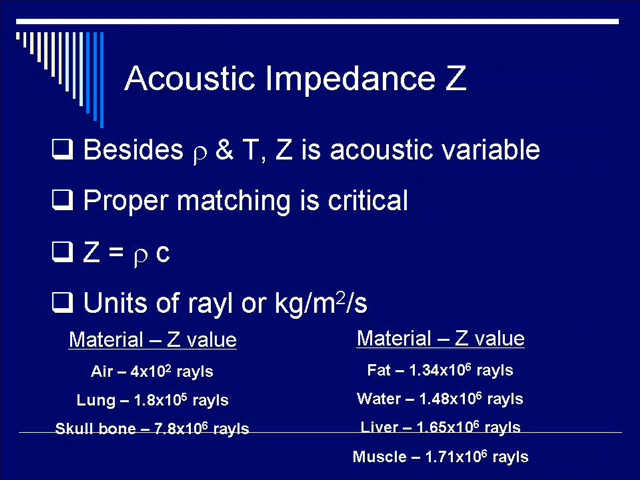 Acoustic Impedance Z
❑ Besides ρ & T, Z is acoustic variable
❑ Proper matching is critical
❑ Z = ρ c
❑ Units of rayl or kg/m²/s
Material – Z value
Air – 4x10² rayls
Lung – 1.8x10⁵ rayls
Skull bone – 7.8x10⁶ rayls
Material – Z value
Fat – 1.34x10⁶ rayls
Water – 1.48x10⁶ rayls
Liver – 1.65x10⁶ rayls
Muscle – 1.71x10⁶ rayls